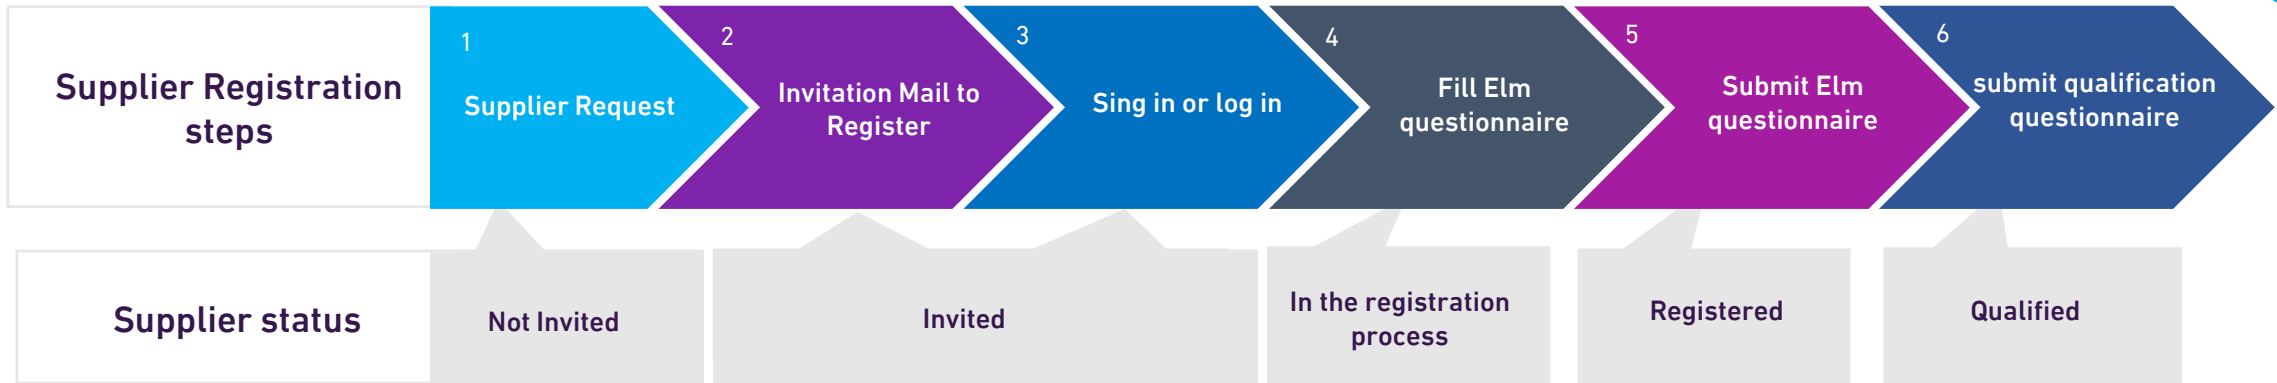 Supplier Registration
steps
1
Supplier Request
2
Invitation Mail to
Register
3
Sing in or log in
4
Fill Elm
questionnaire
5
Submit Elm
questionnaire
6
submit qualification
questionnaire
Supplier status
Not Invited
Invited
In the registration
process
Registered
Qualified